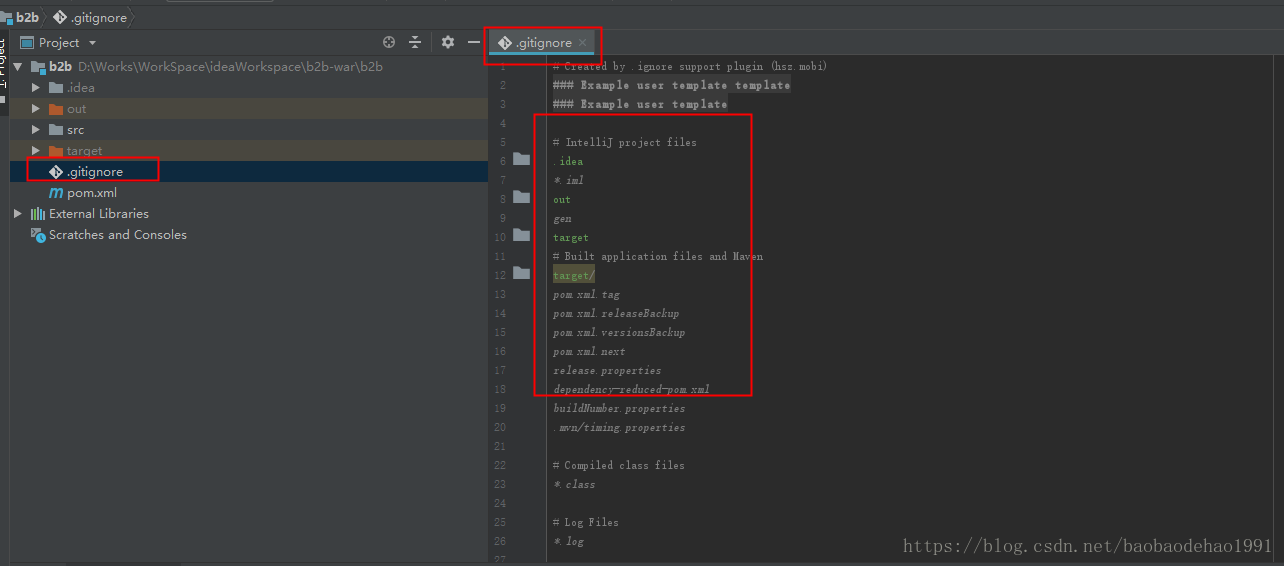 b2b .gitignore
Project
.gitignore
b2b D:\Works\WorkSpace\ideaWorkspace\b2b-war\b2b
.idea
out
src
target
.gitignore
pom.xml
External Libraries
Scratches and Consoles
1: Project
1 # Created by .ignore support plugin (hsz.mobi)
2 ### Example user template template
3 ### Example user template
4
5 # IntelliJ project files
6 .idea
7 *.iml
8 out
9 gen
10 target
11 # Built application files and Maven
12 target/
13 pom.xml.tag
14 pom.xml.releaseBackup
15 pom.xml.versionsBackup
16 pom.xml.next
17 release.properties
18 dependency-reduced-pom.xml
19 buildNumber.properties
20 .mvn/timing.properties
21
22 # Compiled class files
23 *.class
24
25 # Log Files
26 *.log
27
https://blog.csdn.net/baobaodehao1991